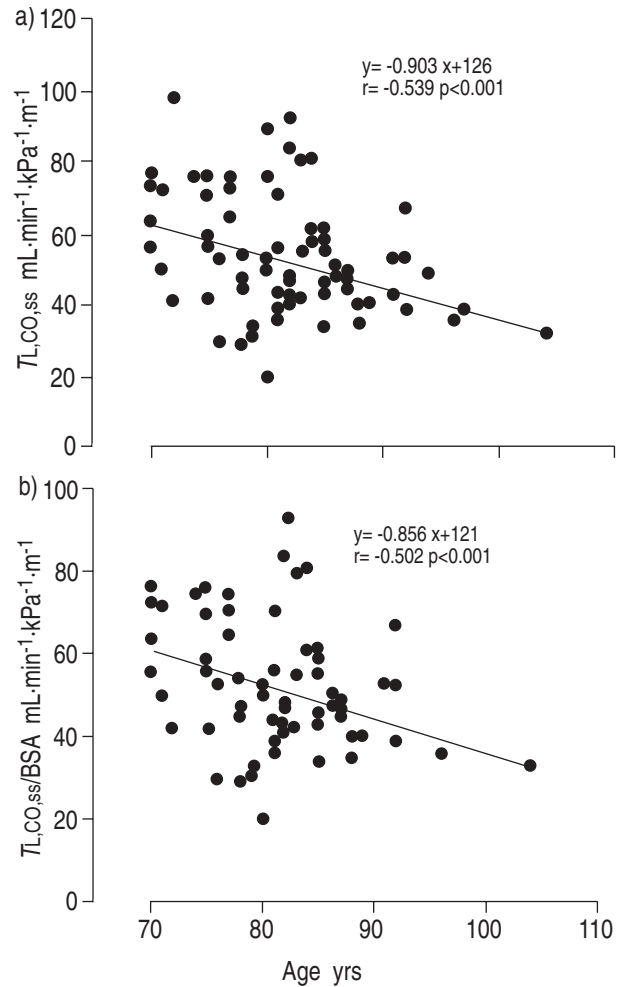 a)
120
100
80
60
40
20
0
TL,CO,ss mL·min-1·kPa-1·m-1
y= -0.903 x+126
r= -0.539 p<0.001
b)
100
80
60
40
20
0
TL,CO,ss/BSA mL·min-1·kPa-1·m-1
y= -0.856 x+121
r= -0.502 p<0.001
70 80 90 100 110
Age yrs